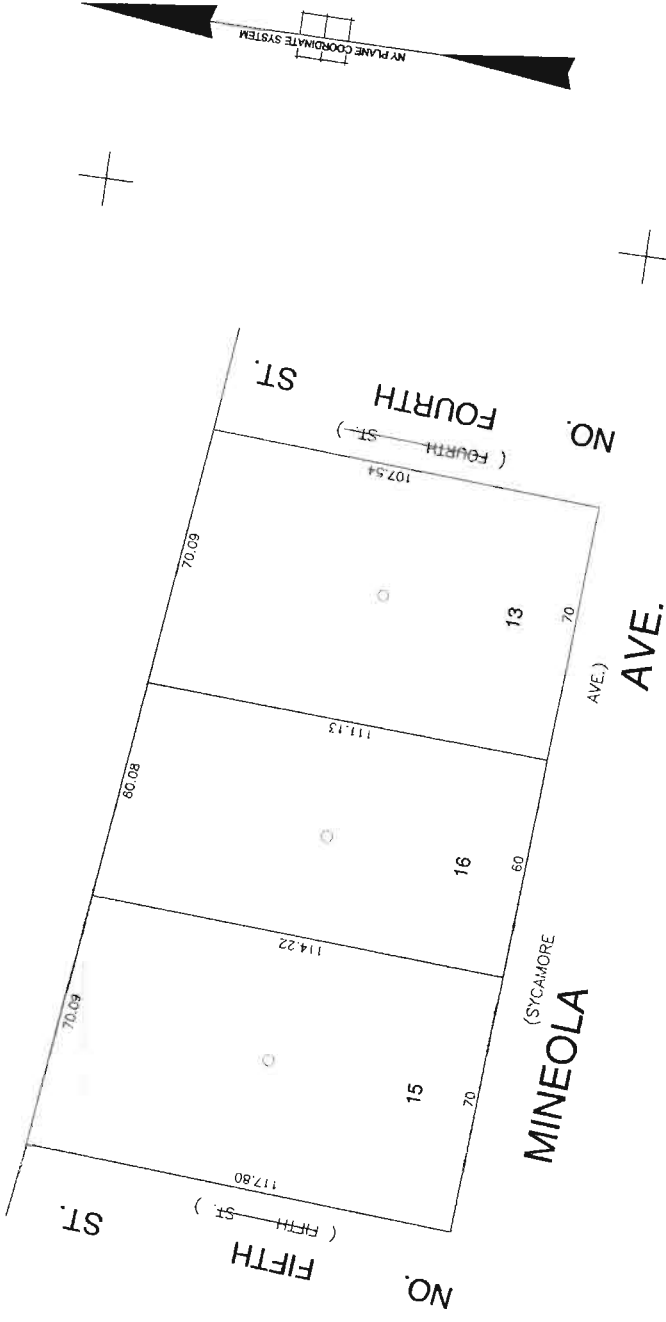 NY PLANE COORDINATE SYSTEM
NO. FOURTH ST.
( FOURTH ST. )
107.54
70.09
13
70
111.13
60.08
16
60
114.22
70.09
15
70
117.80
( FIFTH ST. )
NO. FIFTH ST.
(SYCAMORE AVE.)
MINEOLA AVE.